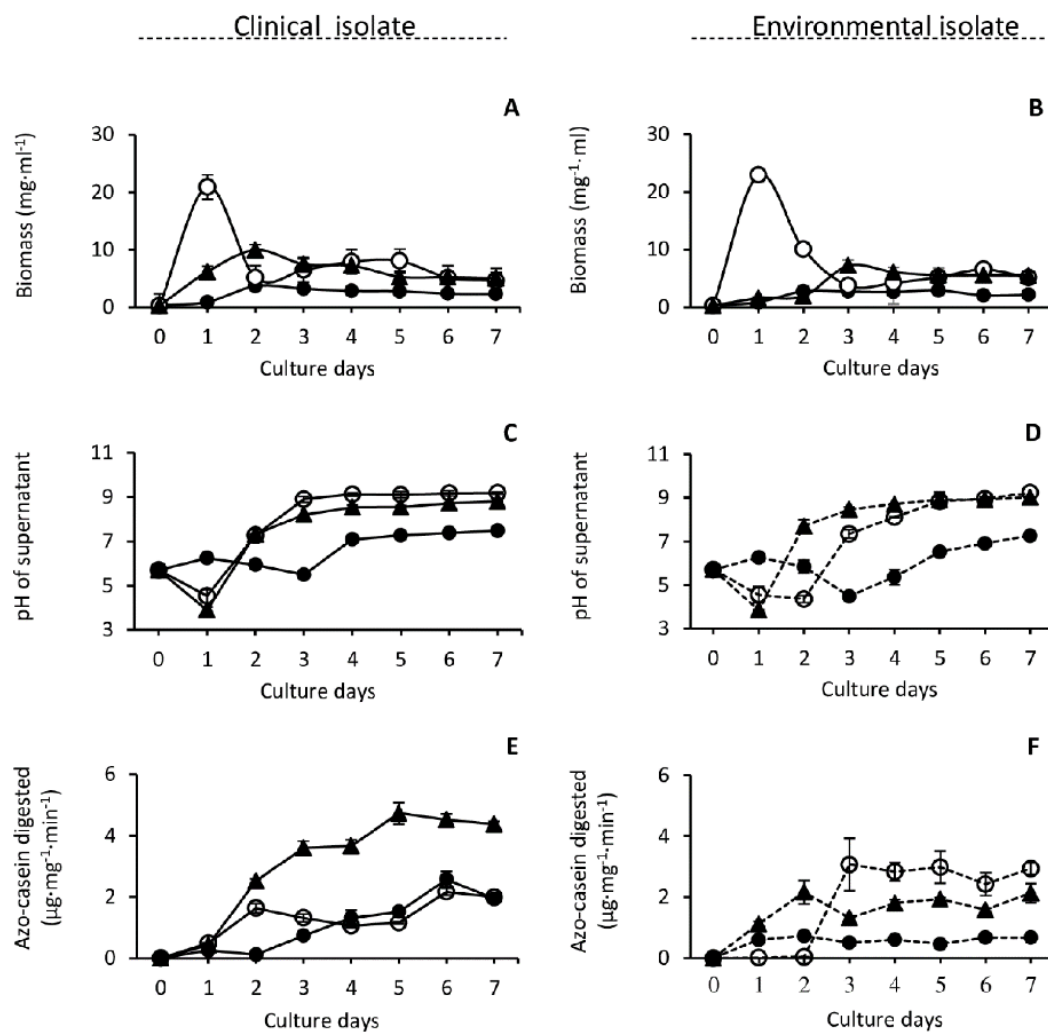 Clinical isolate
Environmental isolate
A
Biomass (mg·ml⁻¹)
30
20
10
0
0 1 2 3 4 5 6 7
Culture days
B
Biomass (mg⁻¹·ml)
30
20
10
0
0 1 2 3 4 5 6 7
Culture days
C
pH of supernatant
11
9
7
5
3
0 1 2 3 4 5 6 7
Culture days
D
pH of supernatant
11
9
7
5
3
0 1 2 3 4 5 6 7
Culture days
E
Azo-casein digested
(µg·mg⁻¹·min⁻¹)
6
4
2
0
0 1 2 3 4 5 6 7
Culture days
F
Azo-casein digested
(µg·mg⁻¹·min⁻¹)
6
4
2
0
0 1 2 3 4 5 6 7
Culture days